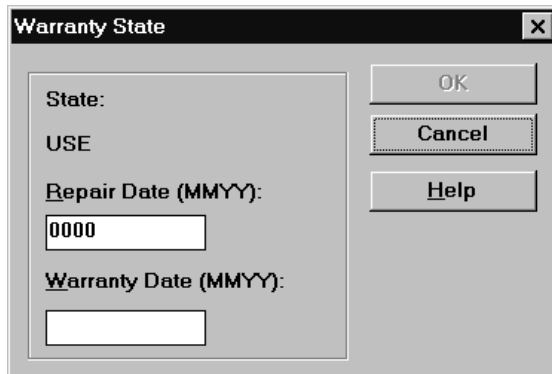 Warranty State
State:
USE
Repair Date (MMYY):
0000
Warranty Date (MMYY):
OK
Cancel
Help